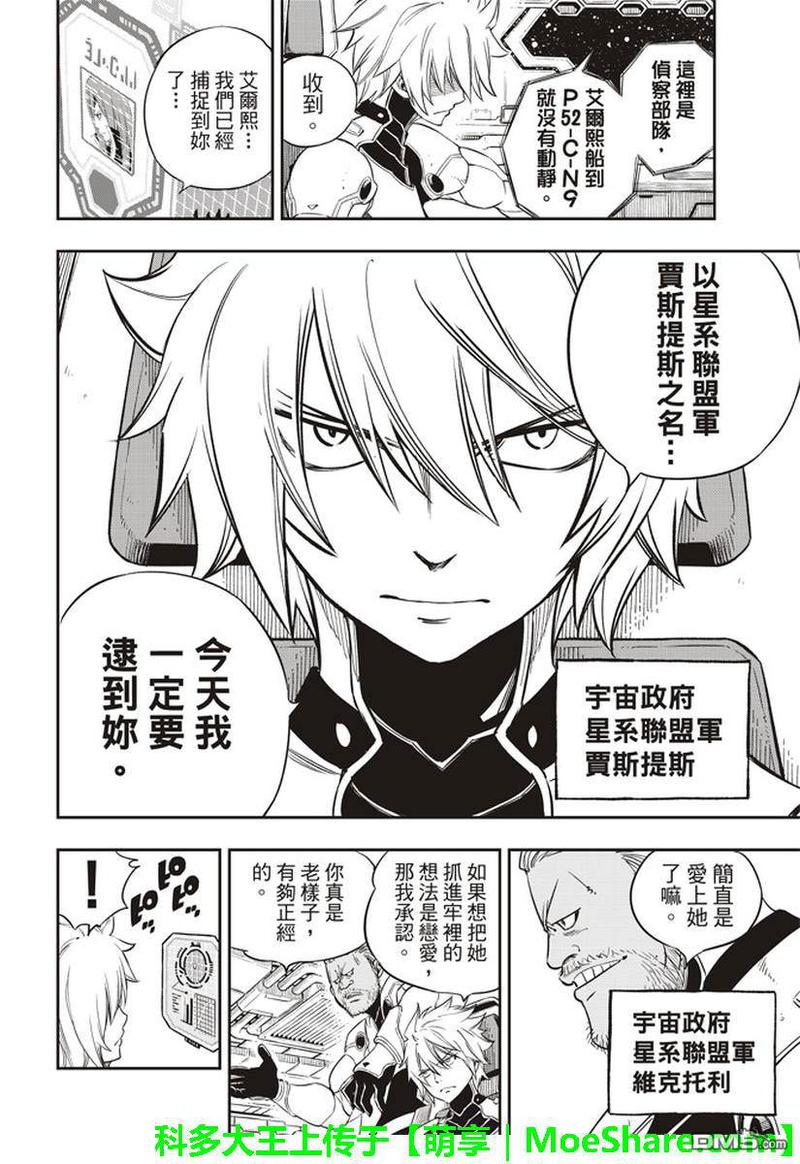 這裡是
偵察部隊，
艾爾熙船到
P52-C-N9
就沒有動靜。
收到。
艾爾熙…
我們已經
捕捉到妳
了…
以星系聯盟軍
賈斯提斯之名…
今天我
一定要
逮到妳。
宇宙政府
星系聯盟軍
賈斯提斯
簡直是
愛上她
了嘛。
宇宙政府
星系聯盟軍
維克托利
如果想把她
抓進牢裡的
想法是戀愛，
那我承認。
你真是
老樣子，
有夠正經
的。
！
科多大王上传于【萌享｜MoeShare